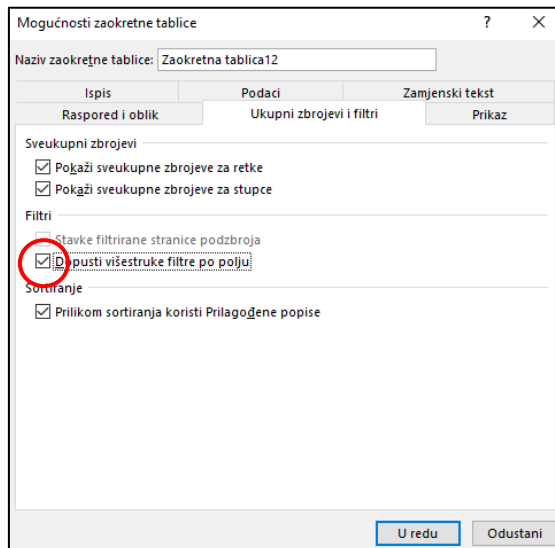 Mogućnosti zaokretne tablice ? ×
Naziv zaokretne tablice: Zaokretna tablica12
Ispis Podaci Zamjenski tekst
Raspored i oblik Ukupni zbrojevi i filtri Prikaz
Sveukupni zbrojevi
Pokaži sveukupne zbrojeve za retke
Pokaži sveukupne zbrojeve za stupce
Filtri
Stavke filtrirane stranice podzbroja
Dopusti višestruke filtre po polju
Sortiranje
Prilikom sortiranja koristi Prilagođene popise
U redu Odustani